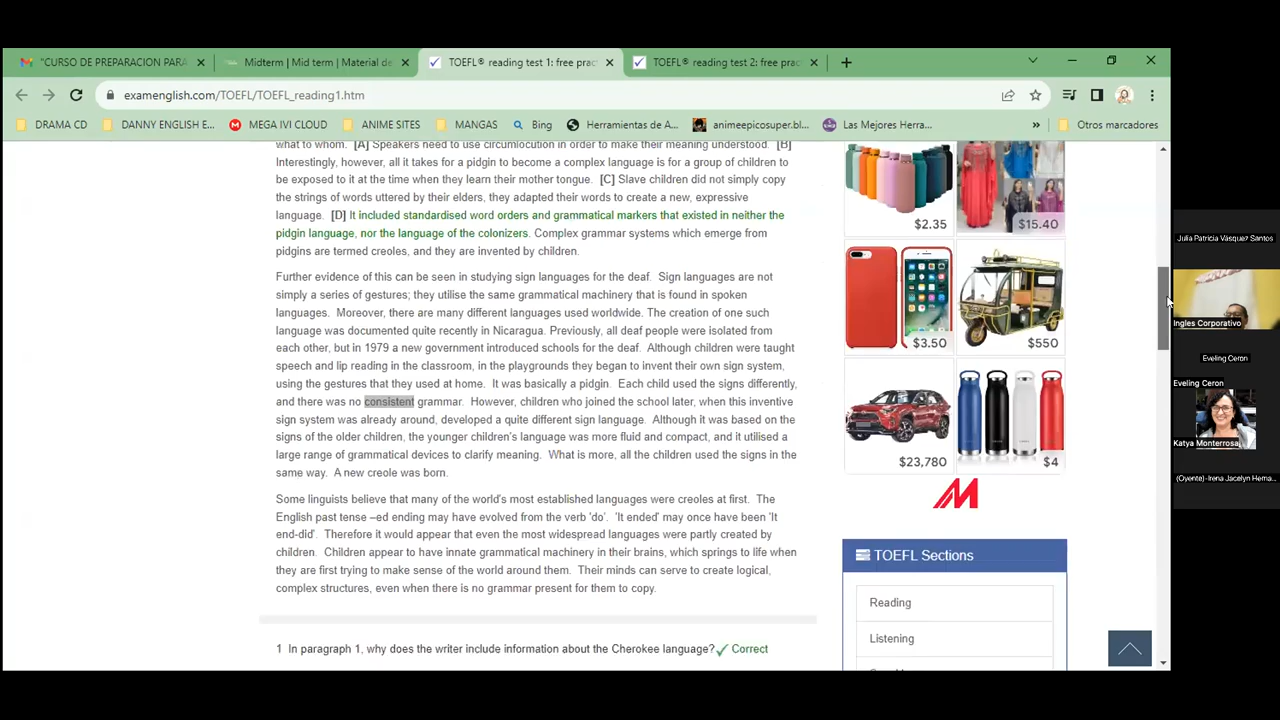 "CURSO DE PREPARACION PARA
Midterm | Mid term | Material de
TOEFL® reading test 1: free prac
TOEFL® reading test 2: free prac
examenglish.com/TOEFL/TOEFL_reading1.htm
DRAMA CD
DANNY ENGLISH E...
MEGA IVI CLOUD
ANIME SITES
MANGAS
Bing
Herramientas de A...
animeepicosuper.bl...
Las Mejores Herra...
»
Otros marcadores
what to whom. [A] Speakers need to use circumlocution in order to make their meaning understood. [B]
Interestingly, however, all it takes for a pidgin to become a complex language is for a group of children to
be exposed to it at the time when they learn their mother tongue. [C] Slave children did not simply copy
the strings of words uttered by their elders, they adapted their words to create a new, expressive
language. [D] It included standardised word orders and grammatical markers that existed in neither the
pidgin language, nor the language of the colonizers. Complex grammar systems which emerge from
pidgins are termed creoles, and they are invented by children.
Further evidence of this can be seen in studying sign languages for the deaf. Sign languages are not
simply a series of gestures; they utilise the same grammatical machinery that is found in spoken
languages. Moreover, there are many different languages used worldwide. The creation of one such
language was documented quite recently in Nicaragua. Previously, all deaf people were isolated from
each other, but in 1979 a new government introduced schools for the deaf. Although children were taught
speech and lip reading in the classroom, in the playgrounds they began to invent their own sign system,
using the gestures that they used at home. It was basically a pidgin. Each child used the signs differently,
and there was no consistent grammar. However, children who joined the school later, when this inventive
sign system was already around, developed a quite different sign language. Although it was based on the
signs of the older children, the younger children's language was more fluid and compact, and it utilised a
large range of grammatical devices to clarify meaning. What is more, all the children used the signs in the
same way. A new creole was born.
Some linguists believe that many of the world's most established languages were creoles at first. The
English past tense –ed ending may have evolved from the verb 'do'. 'It ended' may once have been 'It
end-did'. Therefore it would appear that even the most widespread languages were partly created by
children. Children appear to have innate grammatical machinery in their brains, which springs to life when
they are first trying to make sense of the world around them. Their minds can serve to create logical,
complex structures, even when there is no grammar present for them to copy.
1 In paragraph 1, why does the writer include information about the Cherokee language? Correct
$2.35
$15.40
$3.50
$550
$23,780
$4
TOEFL Sections
Reading
Listening
Julia Patricia Vásquez Santos
Ingles Corporativo
Eveling Ceron
Eveling Ceron
Katya Monterrosa
(Oyente)-Irena Jacelyn Herna...